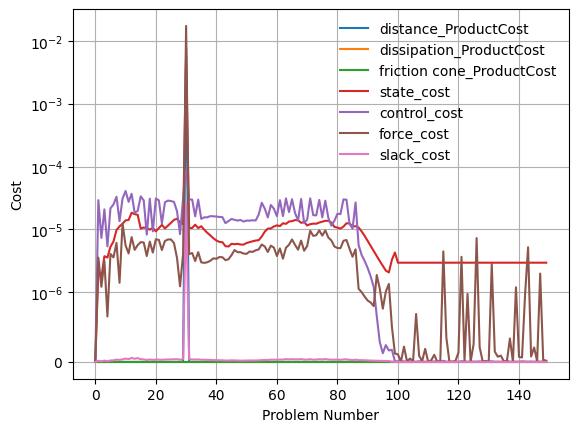 distance_ProductCost
dissipation_ProductCost
friction cone_ProductCost
state_cost
control_cost
force_cost
slack_cost
Cost
10⁻²
10⁻³
10⁻⁴
10⁻⁵
10⁻⁶
0
0 20 40 60 80 100 120 140
Problem Number